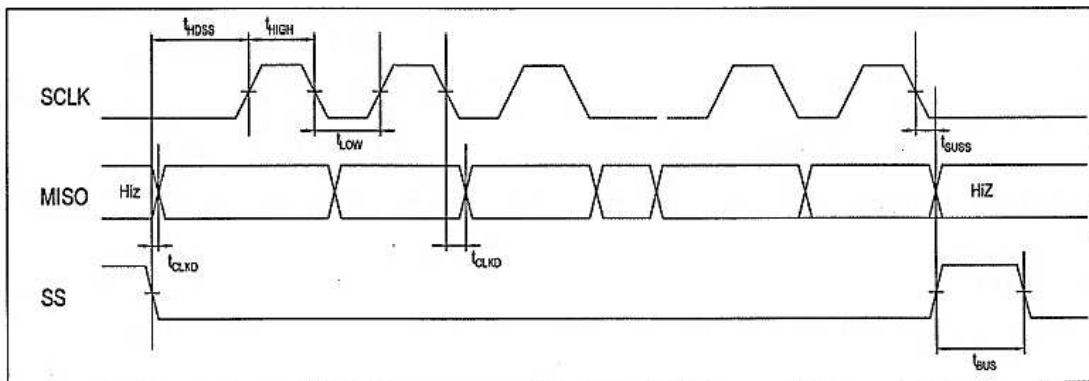 tHDSS tHIGH
SCLK
tLOW
tSUSS
MISO Hiz HiZ
tCLKD tCLKD
SS
tBUS